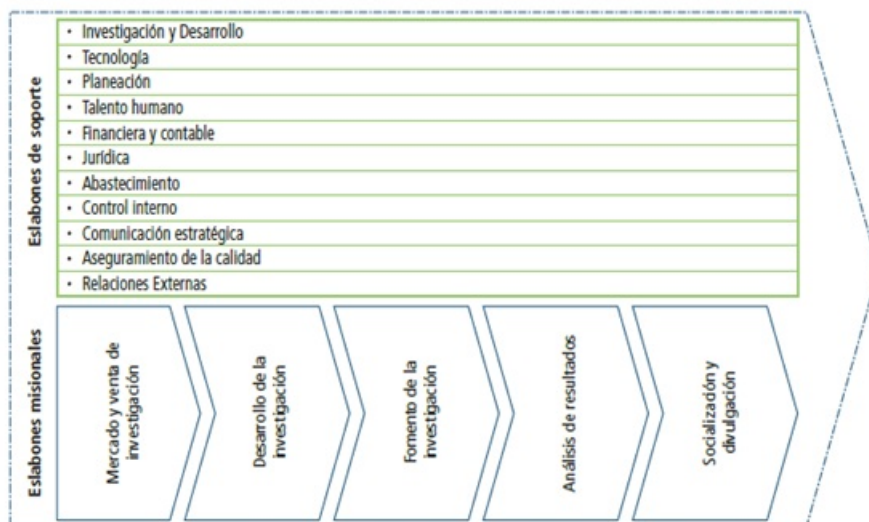 Eslabones de soporte
• Investigación y Desarrollo
• Tecnología
• Planeación
• Talento humano
• Financiera y contable
• Jurídica
• Abastecimiento
• Control interno
• Comunicación estratégica
• Aseguramiento de la calidad
• Relaciones Externas
Eslabones misionales
Mercado y venta de
investigación
Desarrollo de la
investigación
Fomento de la
investigación
Análisis de resultados
Socialización y
divulgación